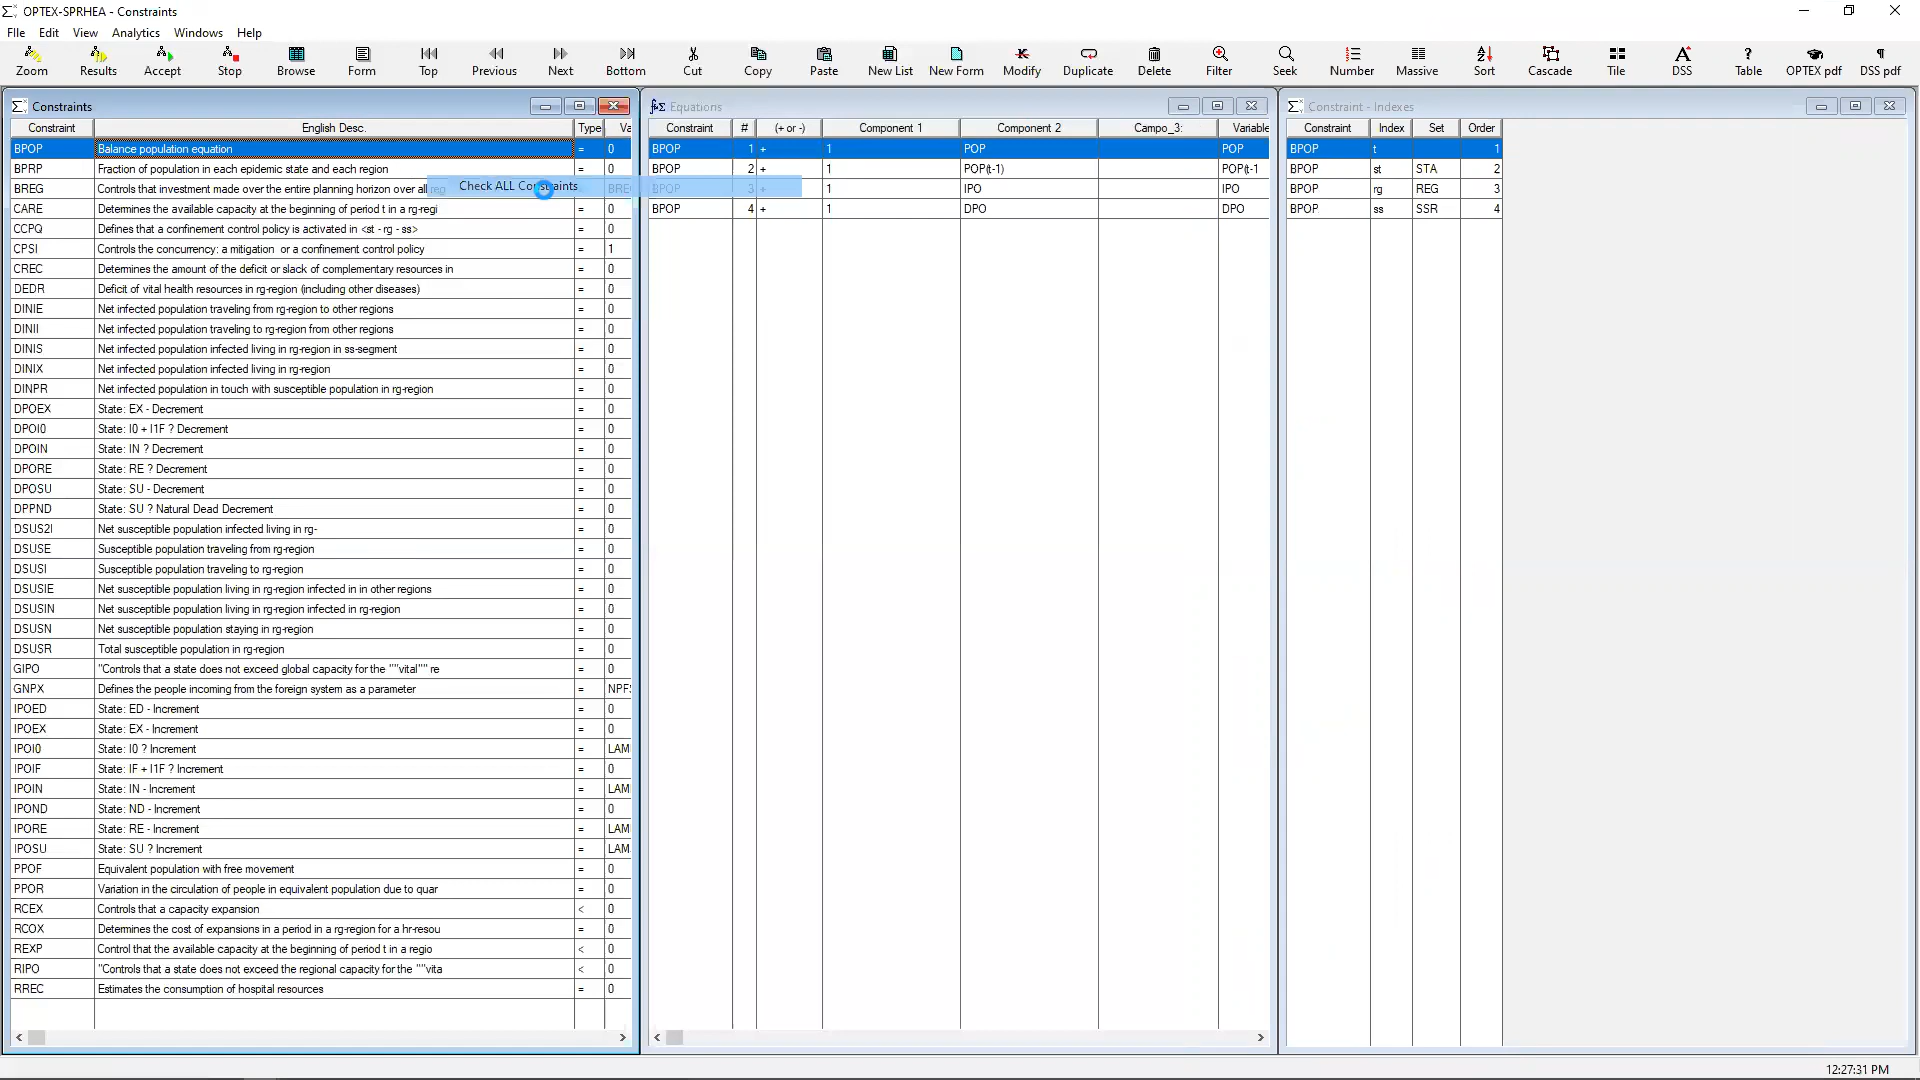 OPTEX-SPRHEA - Constraints
FIle Edit View Analytics Windows Help
Zoom Results Accept Stop Browse Form Top Previous Next Bottom Cut Copy Paste New List New Form Modify Duplicate Delete Filter Seek Number Massive Sort Cascade Tile DSS Table OPTEX pdf DSS pdf
Constraints
Constraint English Desc. Type Va
BPOP Balance population equation = 0
BPRP Fraction of population in each epidemic state and each region = 0
BREG Controls that investment made over the entire planning horizon over all reg BRE
Check ALL Constraints
CARE Determines the available capacity at the beginning of period t in a rg-regi = 0
CCPQ Defines that a confinement control policy is activated in <st - rg - ss> = 0
CPSI Controls the concurrency: a mitigation or a confinement control policy = 1
CREC Determines the amount of the deficit or slack of complementary resources in = 0
DEDR Deficit of vital health resources in rg-region (including other diseases) = 0
DINIE Net infected population traveling from rg-region to other regions = 0
DINII Net infected population traveling to rg-region from other regions = 0
DINIS Net infected population infected living in rg-region in ss-segment = 0
DINIX Net infected population infected living in rg-region = 0
DINPR Net infected population in touch with susceptible population in rg-region = 0
DPOEX State: EX - Decrement = 0
DPOI0 State: I0 + I1F ? Decrement = 0
DPOIN State: IN ? Decrement = 0
DPORE State: RE ? Decrement = 0
DPOSU State: SU - Decrement = 0
DPPND State: SU ? Natural Dead Decrement = 0
DSUS2I Net susceptible population infected living in rg- = 0
DSUSE Susceptible population traveling from rg-region = 0
DSUSI Susceptible population traveling to rg-region = 0
DSUSIE Net susceptible population living in rg-region infected in in other regions = 0
DSUSIN Net susceptible population living in rg-region infected in rg-region = 0
DSUSN Net susceptible population staying in rg-region = 0
DSUSR Total susceptible population in rg-region = 0
GIPO "Controls that a state does not exceed global capacity for the ""vital"" re = 0
GNPX Defines the people incoming from the foreign system as a parameter = NPF
IPOED State: ED - Increment = 0
IPOEX State: EX - Increment = 0
IPOI0 State: I0 ? Increment = LAM
IPOIF State: IF + I1F ? Increment = 0
IPOIN State: IN - Increment = LAM
IPOND State: ND - Increment = 0
IPORE State: RE - Increment = LAM
IPOSU State: SU ? Increment = LAM
PPOF Equivalent population with free movement = 0
PPOR Variation in the circulation of people in equivalent population due to quar = 0
RCEX Controls that a capacity expansion < 0
RCOX Determines the cost of expansions in a period in a rg-region for a hr-resou = 0
REXP Control that the available capacity at the beginning of period t in a regio < 0
RIPO "Controls that a state does not exceed the regional capacity for the ""vita < 0
RREC Estimates the consumption of hospital resources = 0
Equations
Constraint # (+ or -) Component 1 Component 2 Campo_3: Variable
BPOP 1 + 1 POP POP
BPOP 2 + 1 POP(t-1) POP(t-1
BPOP 3 + 1 IPO IPO
BPOP 4 + 1 DPO DPO
Constraint - Indexes
Constraint Index Set Order
BPOP t 1
BPOP st STA 2
BPOP rg REG 3
BPOP ss SSR 4
12:27:31 PM